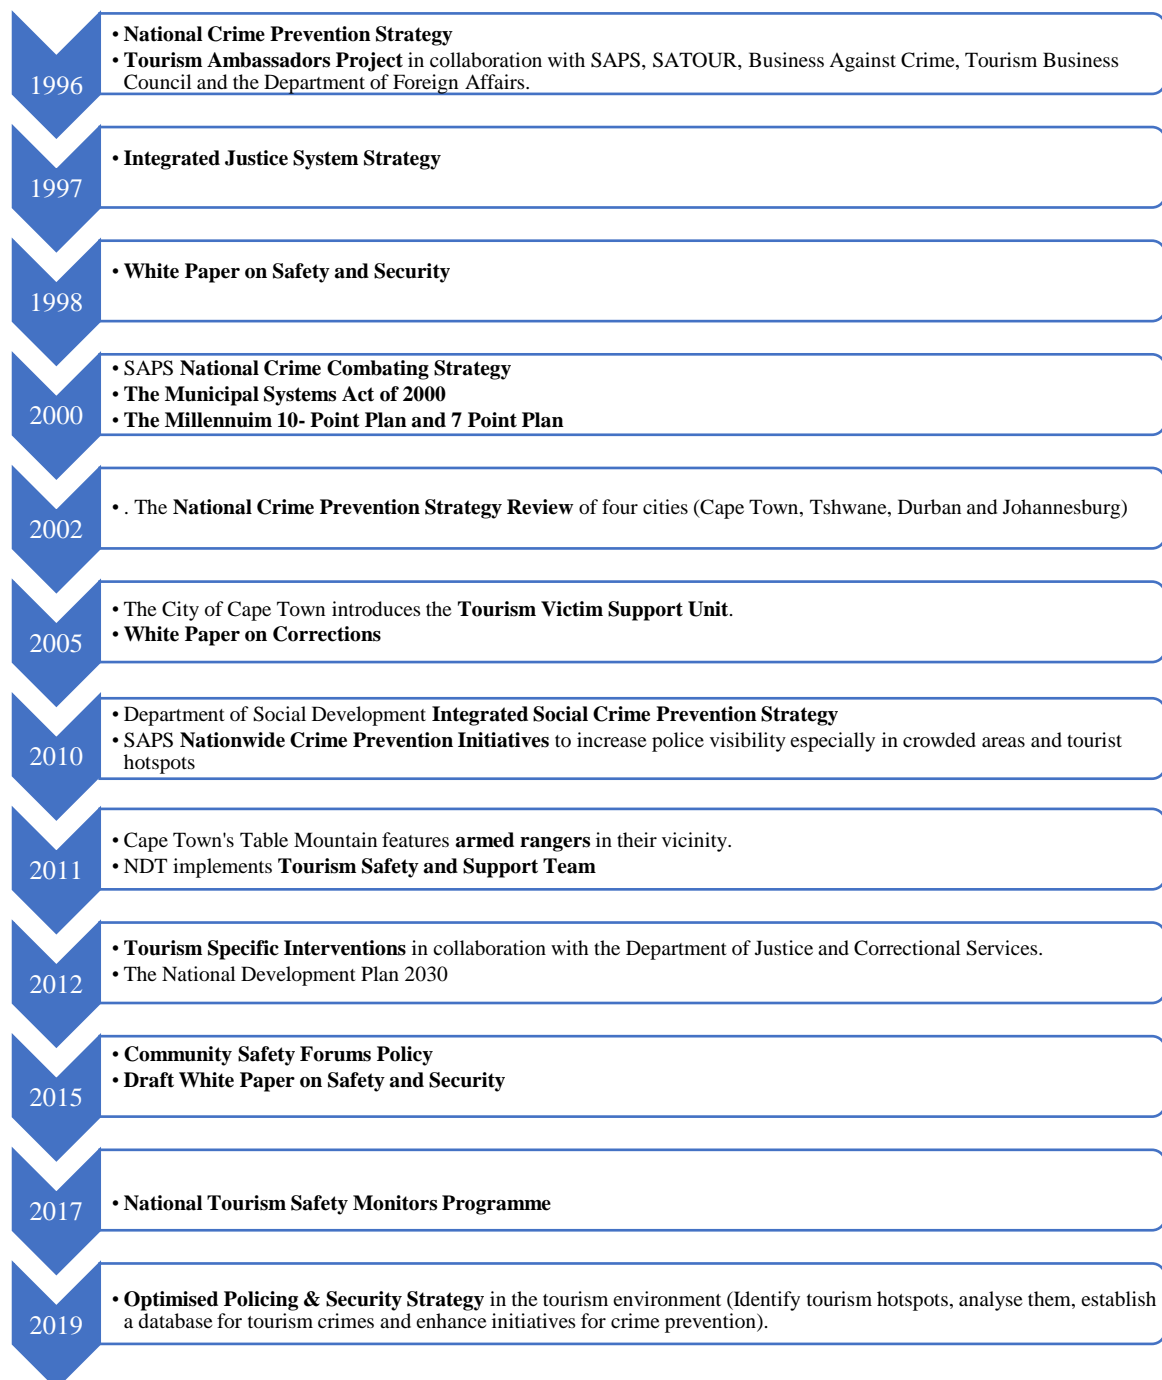 1996
• National Crime Prevention Strategy
• Tourism Ambassadors Project in collaboration with SAPS, SATOUR, Business Against Crime, Tourism Business
Council and the Department of Foreign Affairs.
1997
• Integrated Justice System Strategy
1998
• White Paper on Safety and Security
2000
• SAPS National Crime Combating Strategy
• The Municipal Systems Act of 2000
• The Millennuim 10- Point Plan and 7 Point Plan
2002
• . The National Crime Prevention Strategy Review of four cities (Cape Town, Tshwane, Durban and Johannesburg)
2005
• The City of Cape Town introduces the Tourism Victim Support Unit.
• White Paper on Corrections
2010
• Department of Social Development Integrated Social Crime Prevention Strategy
• SAPS Nationwide Crime Prevention Initiatives to increase police visibility especially in crowded areas and tourist
hotspots
2011
• Cape Town's Table Mountain features armed rangers in their vicinity.
• NDT implements Tourism Safety and Support Team
2012
• Tourism Specific Interventions in collaboration with the Department of Justice and Correctional Services.
• The National Development Plan 2030
2015
• Community Safety Forums Policy
• Draft White Paper on Safety and Security
2017
• National Tourism Safety Monitors Programme
2019
• Optimised Policing & Security Strategy in the tourism environment (Identify tourism hotspots, analyse them, establish
a database for tourism crimes and enhance initiatives for crime prevention).